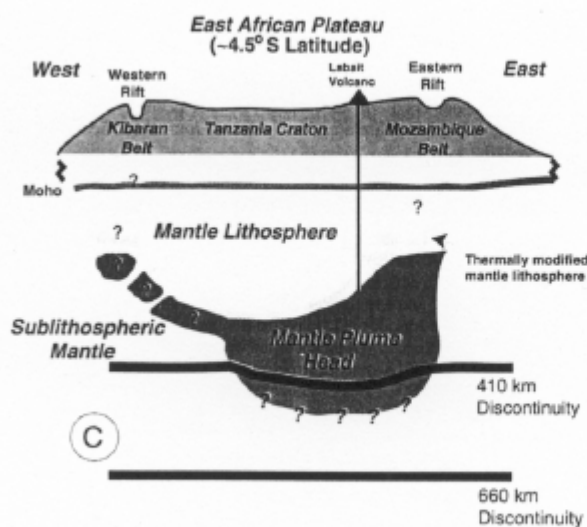 East African Plateau
(~4.5° S Latitude)
West
Western
Rift
Labait
Volcano
Eastern
Rift
East
Kibaran
Belt
Tanzania Craton
Mozambique
Belt
Moho
?
?
?
Mantle Lithosphere
Thermally modified
mantle lithosphere
?
?
?
Sublithospheric
Mantle
Mantle Plume
Head
410 km
Discontinuity
? ? ? ? ?
C
660 km
Discontinuity